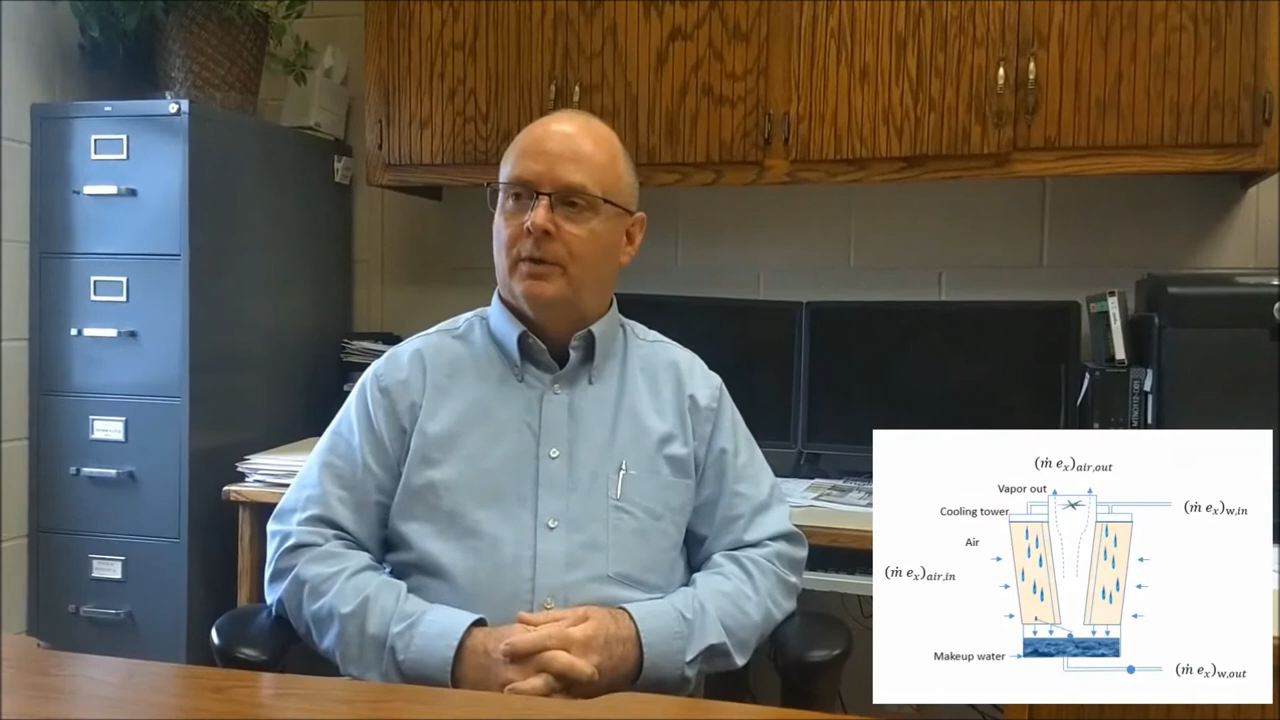 (ṁ eₓ)air,out
Vapor out
Cooling tower
(ṁ eₓ)w,in
Air
(ṁ eₓ)air,in
Makeup water
(ṁ eₓ)w,out